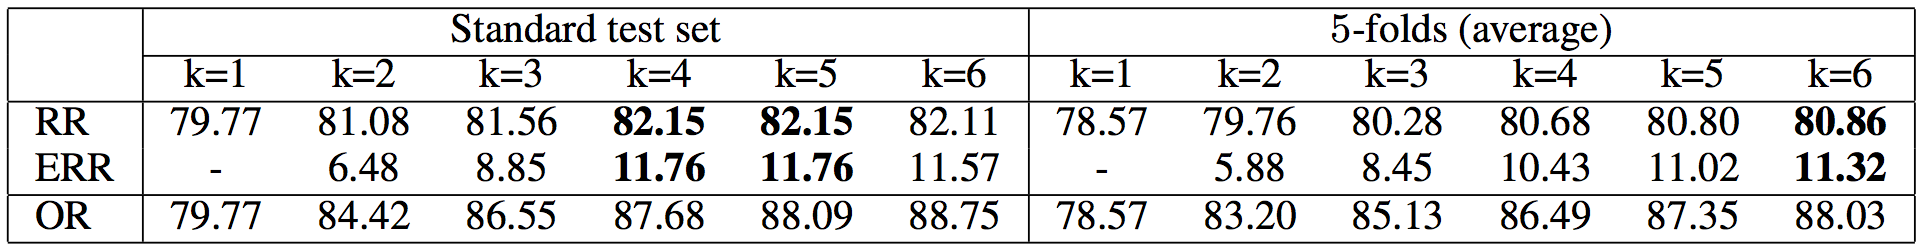 Standard test set 5-folds (average)
k=1 k=2 k=3 k=4 k=5 k=6 k=1 k=2 k=3 k=4 k=5 k=6
RR 79.77 81.08 81.56 82.15 82.15 82.11 78.57 79.76 80.28 80.68 80.80 80.86
ERR - 6.48 8.85 11.76 11.76 11.57 - 5.88 8.45 10.43 11.02 11.32
OR 79.77 84.42 86.55 87.68 88.09 88.75 78.57 83.20 85.13 86.49 87.35 88.03